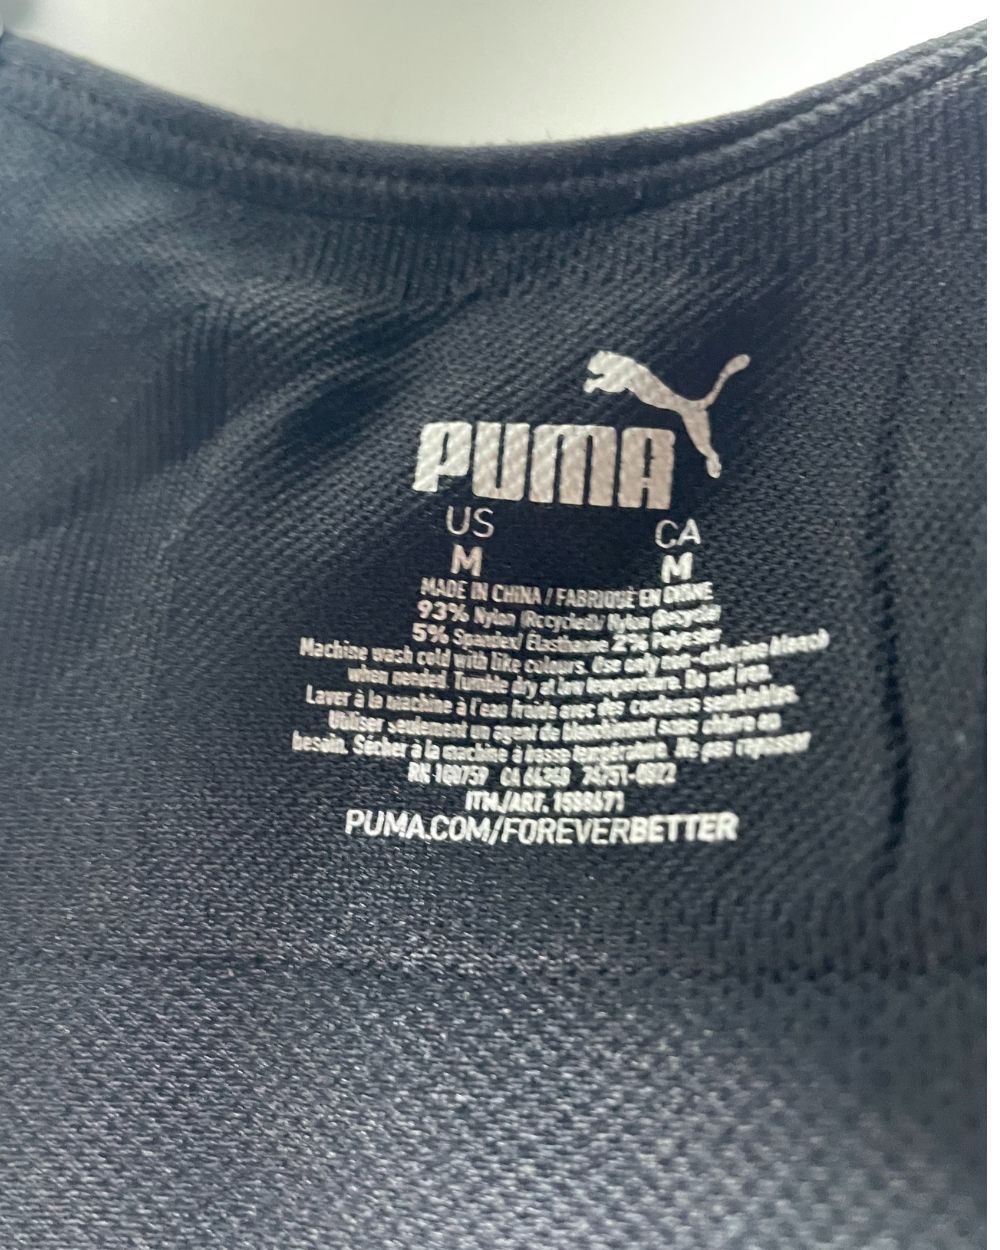 PUMA
US CA
M M
MADE IN CHINA / FABRIQUÉ EN CHINE
93% Nylon (Recycled)/ Nylon (Recyclé)
5% Spandex/ Élasthanne 2% Polyester
Machine wash cold with like colours. Use only non-chlorine bleach
when needed. Tumble dry at low temperature. Do not iron.
Laver à la machine à l'eau froide avec des couleurs semblables.
Utiliser seulement un agent de blanchiment sans chlore au
besoin. Sécher à la machine à basse température. Ne pas repasser
RN 100759 CA
ITM./ART.
PUMA.COM/FOREVERBETTER